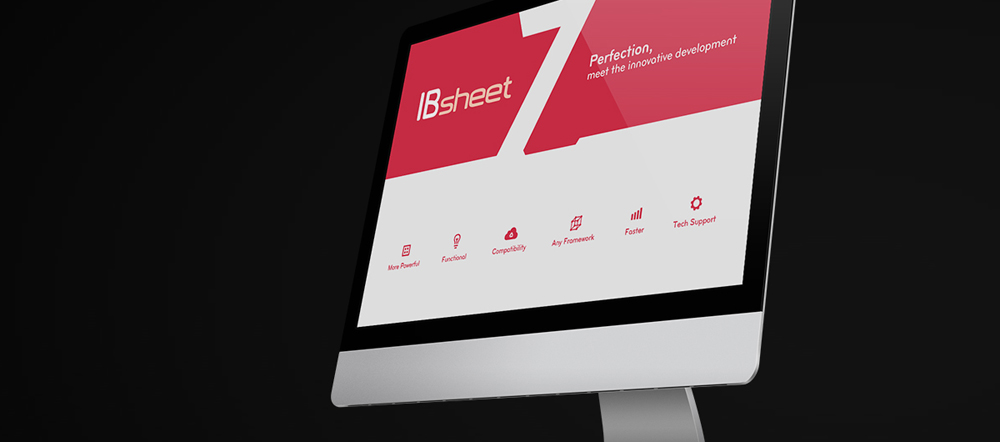 IBsheet
7
Perfection,
meet the innovative development
More Powerful
Functional
Compatibility
Any Framework
Faster
Tech Support